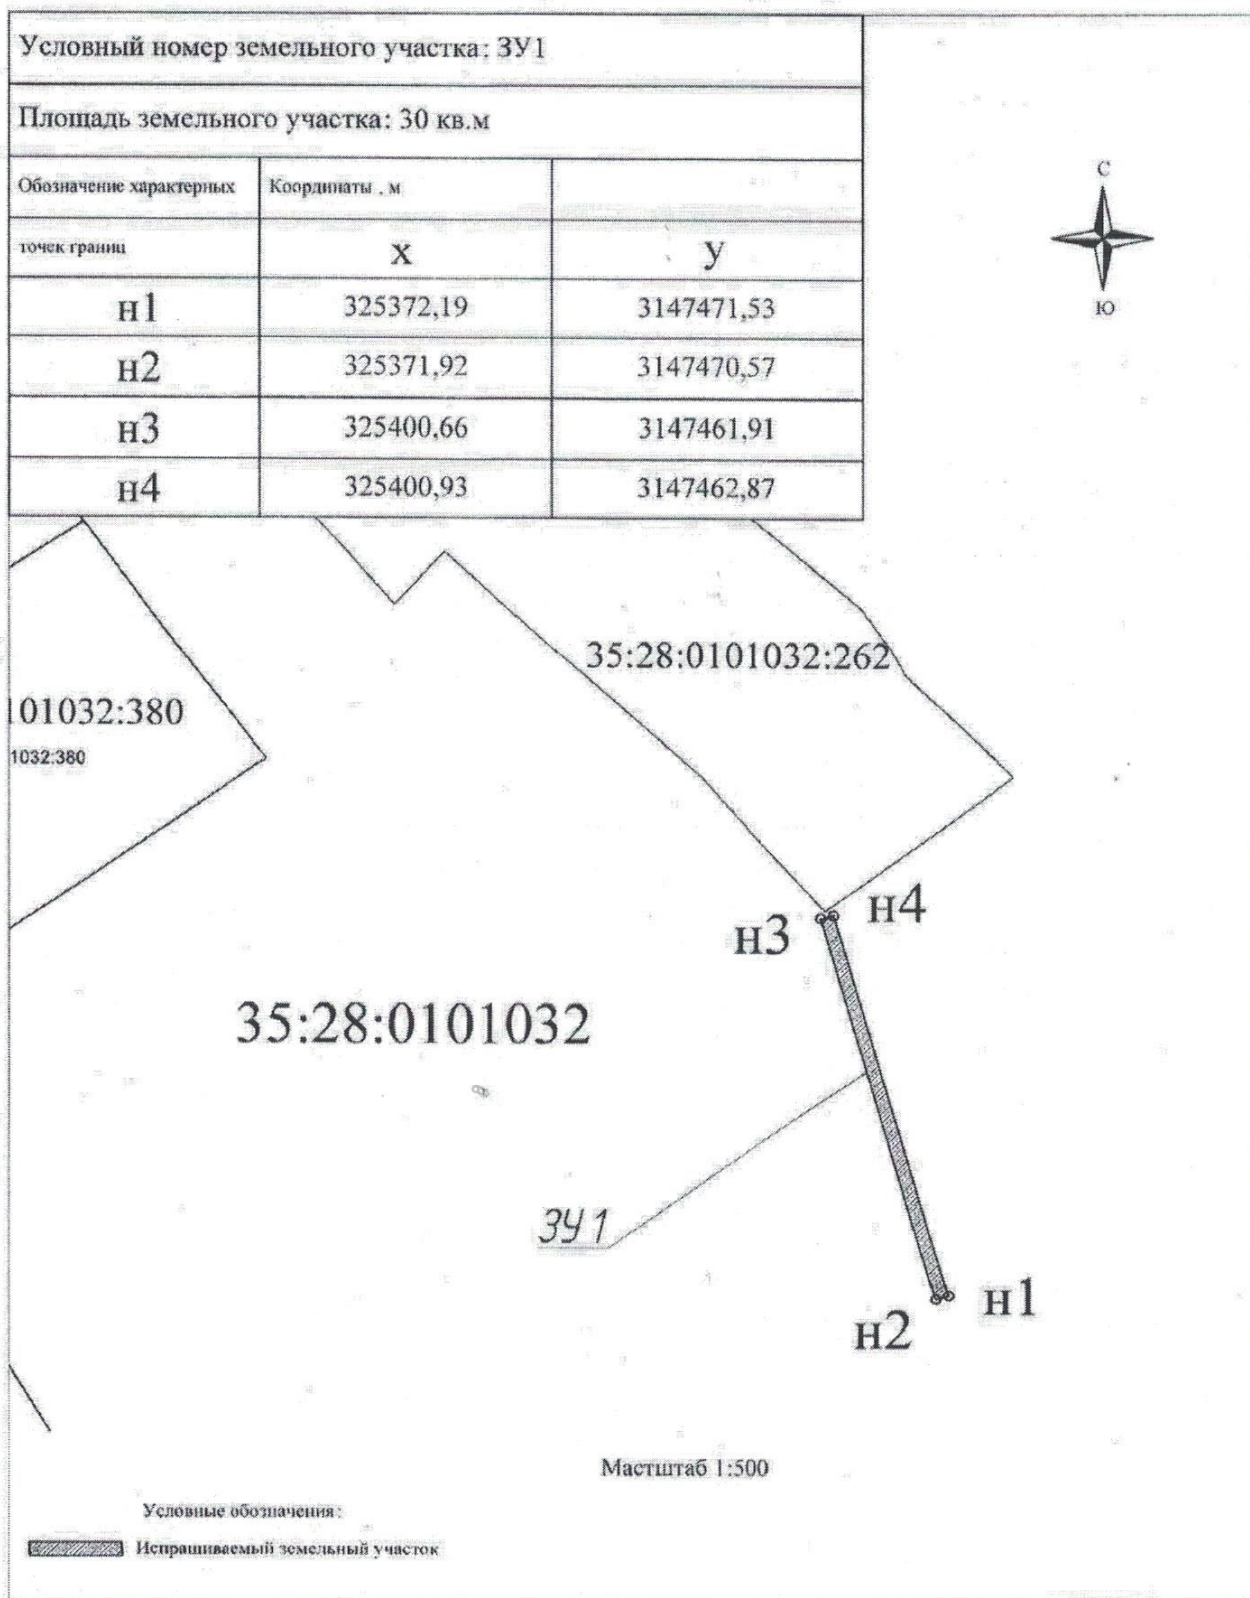 Условный номер земельного участка: ЗУ1
Площадь земельного участка: 30 кв.м
Обозначение характерных Координаты , м
точек границ х у
н1 325372,19 3147471,53
н2 325371,92 3147470,57
н3 325400,66 3147461,91
н4 325400,93 3147462,87
С
Ю
35:28:0101032:262
101032:380
1032:380
н4
н3
35:28:0101032
ЗУ1
н1
н2
Мастштаб 1:500
Условные обозначения:
Испрашиваемый земельный участок